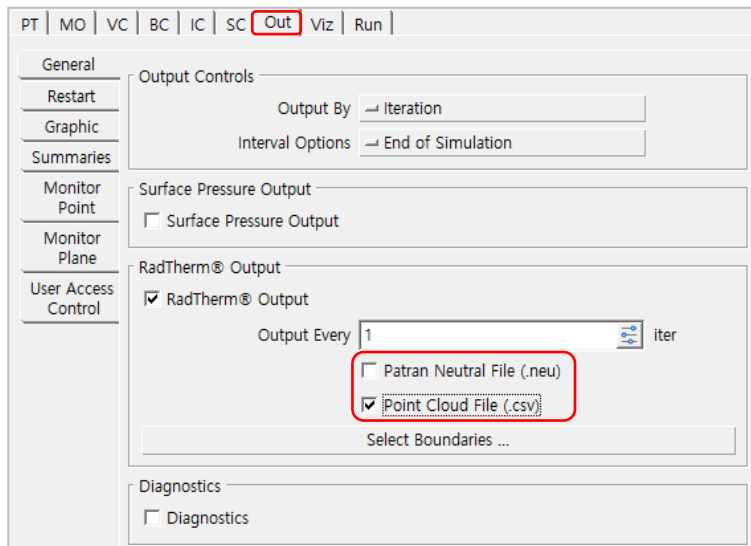 PT MO VC BC IC SC Out Viz Run
General
Restart
Graphic
Summaries
Monitor
Point
Monitor
Plane
User Access
Control
Output Controls
Output By Iteration
Interval Options End of Simulation
Surface Pressure Output
Surface Pressure Output
RadTherm® Output
RadTherm® Output
Output Every 1 iter
Patran Neutral File (.neu)
Point Cloud File (.csv)
Select Boundaries ...
Diagnostics
Diagnostics